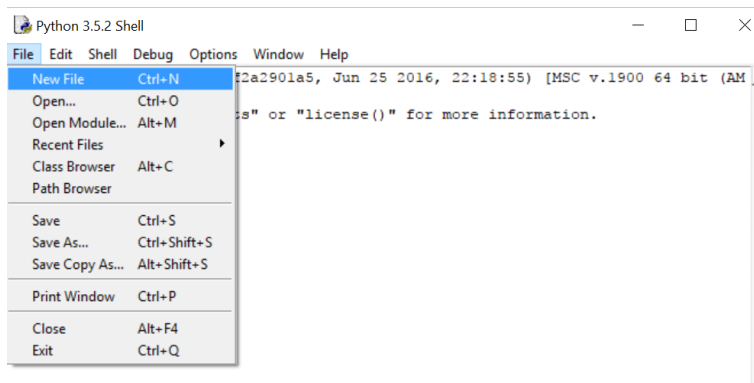 Python 3.5.2 Shell
File Edit Shell Debug Options Window Help
New File Ctrl+N
f2a2901a5, Jun 25 2016, 22:18:55) [MSC v.1900 64 bit (AM
Open... Ctrl+O
Open Module... Alt+M
ts" or "license()" for more information.
Recent Files
Class Browser Alt+C
Path Browser
Save Ctrl+S
Save As... Ctrl+Shift+S
Save Copy As... Alt+Shift+S
Print Window Ctrl+P
Close Alt+F4
Exit Ctrl+Q